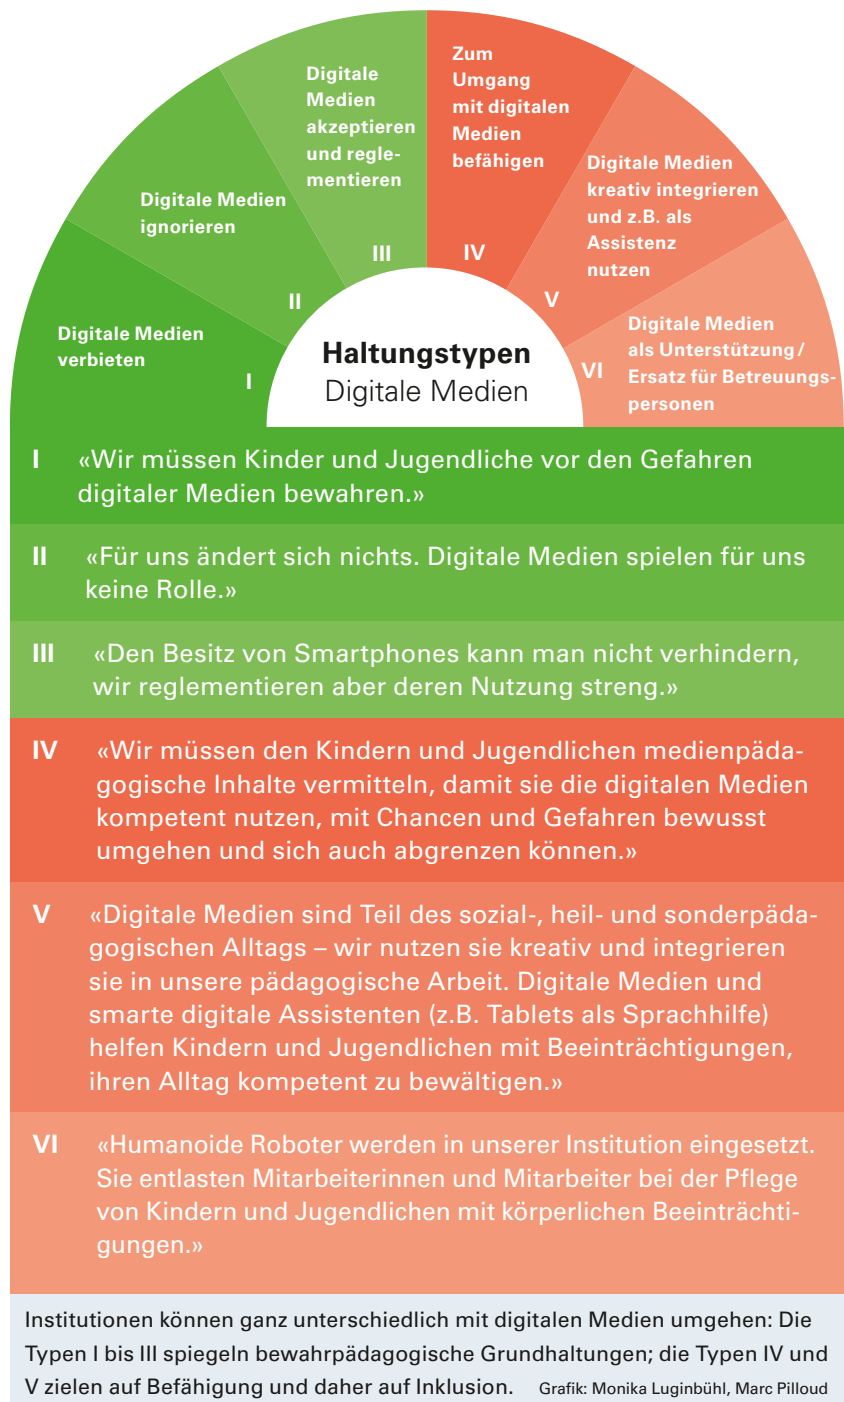 Digitale Medien
verbieten
I
Digitale Medien
ignorieren
II
Digitale
Medien
akzeptieren
und regle-
mentieren
III
Zum
Umgang
mit digitalen
Medien
befähigen
IV
Digitale Medien
kreativ integrieren
und z.B. als
Assistenz
nutzen
V
Digitale Medien
als Unterstützung/
Ersatz für Betreuungs-
personen
VI
Haltungstypen
Digitale Medien
I «Wir müssen Kinder und Jugendliche vor den Gefahren
digitaler Medien bewahren.»
II «Für uns ändert sich nichts. Digitale Medien spielen für uns
keine Rolle.»
III «Den Besitz von Smartphones kann man nicht verhindern,
wir reglementieren aber deren Nutzung streng.»
IV «Wir müssen den Kindern und Jugendlichen medienpäda-
gogische Inhalte vermitteln, damit sie die digitalen Medien
kompetent nutzen, mit Chancen und Gefahren bewusst
umgehen und sich auch abgrenzen können.»
V «Digitale Medien sind Teil des sozial-, heil- und sonderpäda-
gogischen Alltags – wir nutzen sie kreativ und integrieren
sie in unsere pädagogische Arbeit. Digitale Medien und
smarte digitale Assistenten (z.B. Tablets als Sprachhilfe)
helfen Kindern und Jugendlichen mit Beeinträchtigungen,
ihren Alltag kompetent zu bewältigen.»
VI «Humanoide Roboter werden in unserer Institution eingesetzt.
Sie entlasten Mitarbeiterinnen und Mitarbeiter bei der Pflege
von Kindern und Jugendlichen mit körperlichen Beeinträchti-
gungen.»
Institutionen können ganz unterschiedlich mit digitalen Medien umgehen: Die
Typen I bis III spiegeln bewahrpädagogische Grundhaltungen; die Typen IV und
V zielen auf Befähigung und daher auf Inklusion. Grafik: Monika Luginbühl, Marc Pilloud